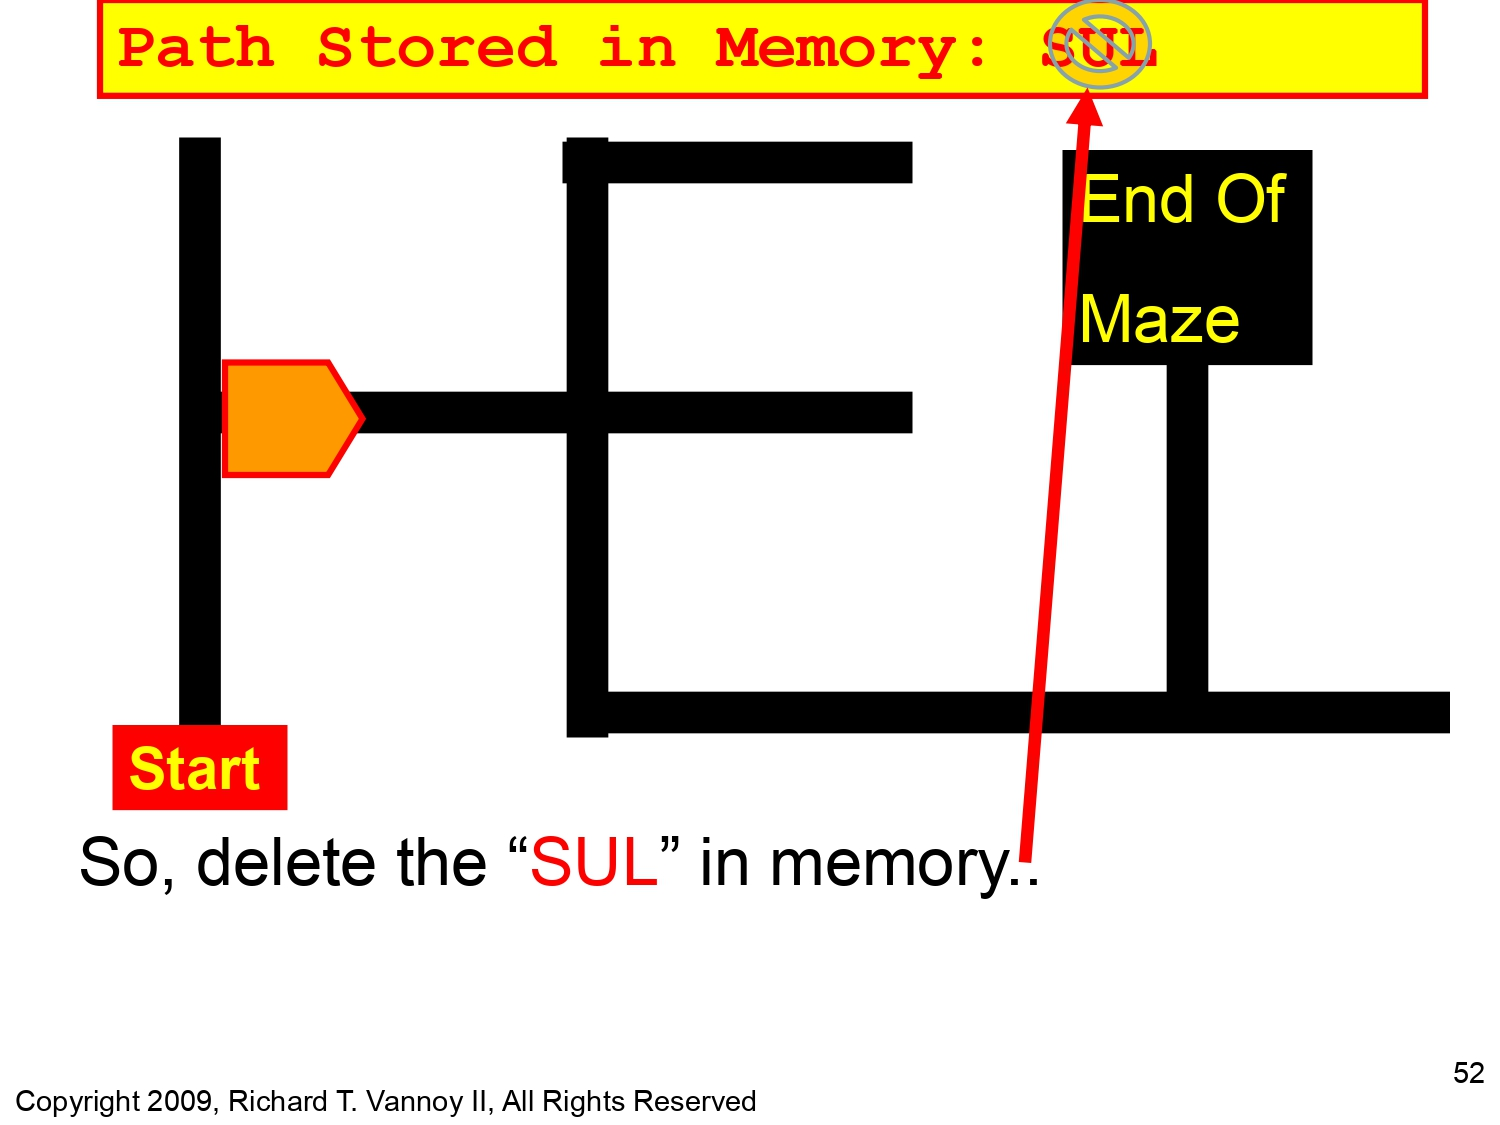 Path Stored in Memory: SUL
End Of
Maze
Start
So, delete the “SUL” in memory..
52
Copyright 2009, Richard T. Vannoy II, All Rights Reserved